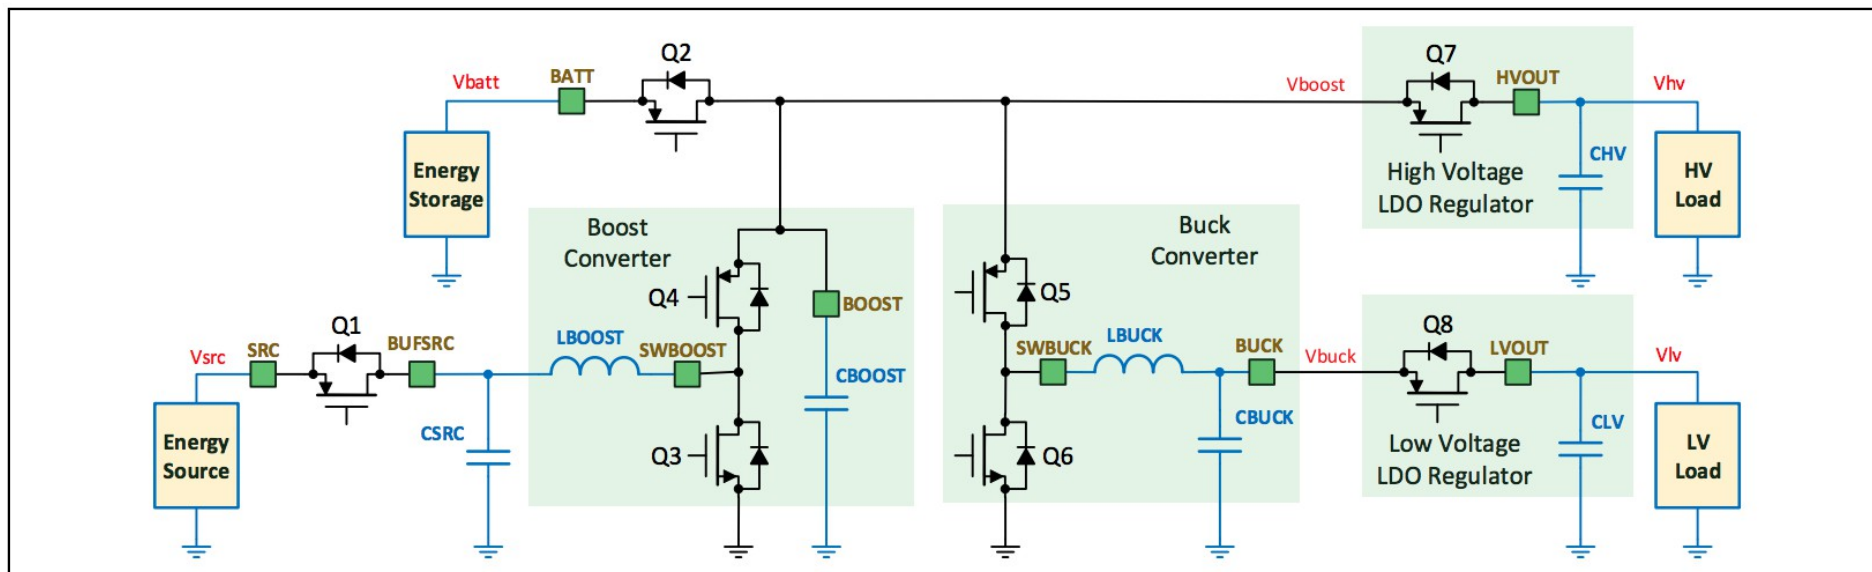 Q2
Q7
Vbatt
BATT
Vboost
HVOUT
Vhv
Energy
Storage
CHV
HV
Load
High Voltage
LDO Regulator
Boost
Converter
Buck
Converter
Q4
BOOST
Q5
Q1
LBOOST
SWBOOST
Q8
Vsrc
SRC
BUFSRC
SWBUCK
LBUCK
BUCK
Vbuck
LVOUT
Vlv
CBOOST
Energy
Source
CSRC
Q3
Q6
CBUCK
CLV
LV
Load
Low Voltage
LDO Regulator